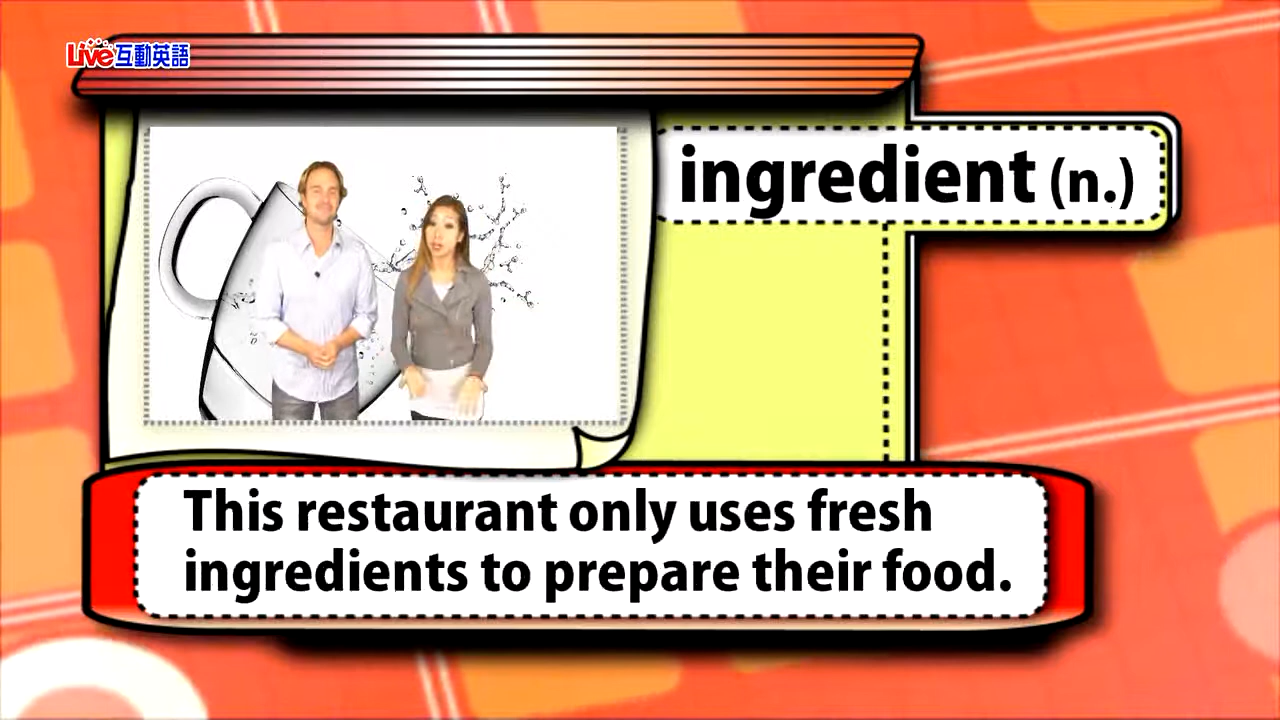 Live互動英語
ingredient (n.)
This restaurant only uses fresh
ingredients to prepare their food.